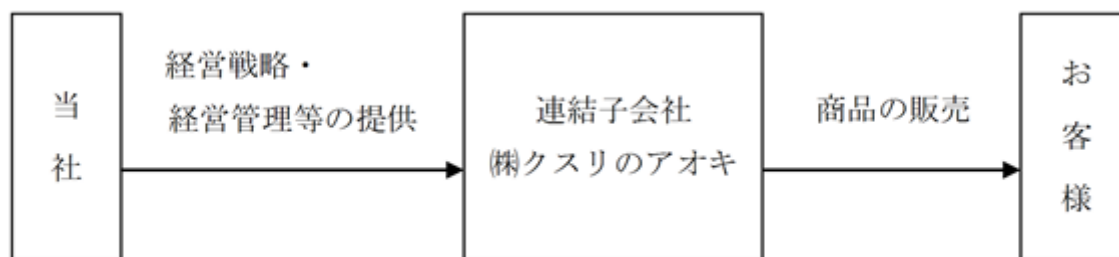 当社
経営戦略・
経営管理等の提供
連結子会社
㈱クスリのアオキ
商品の販売
お客様